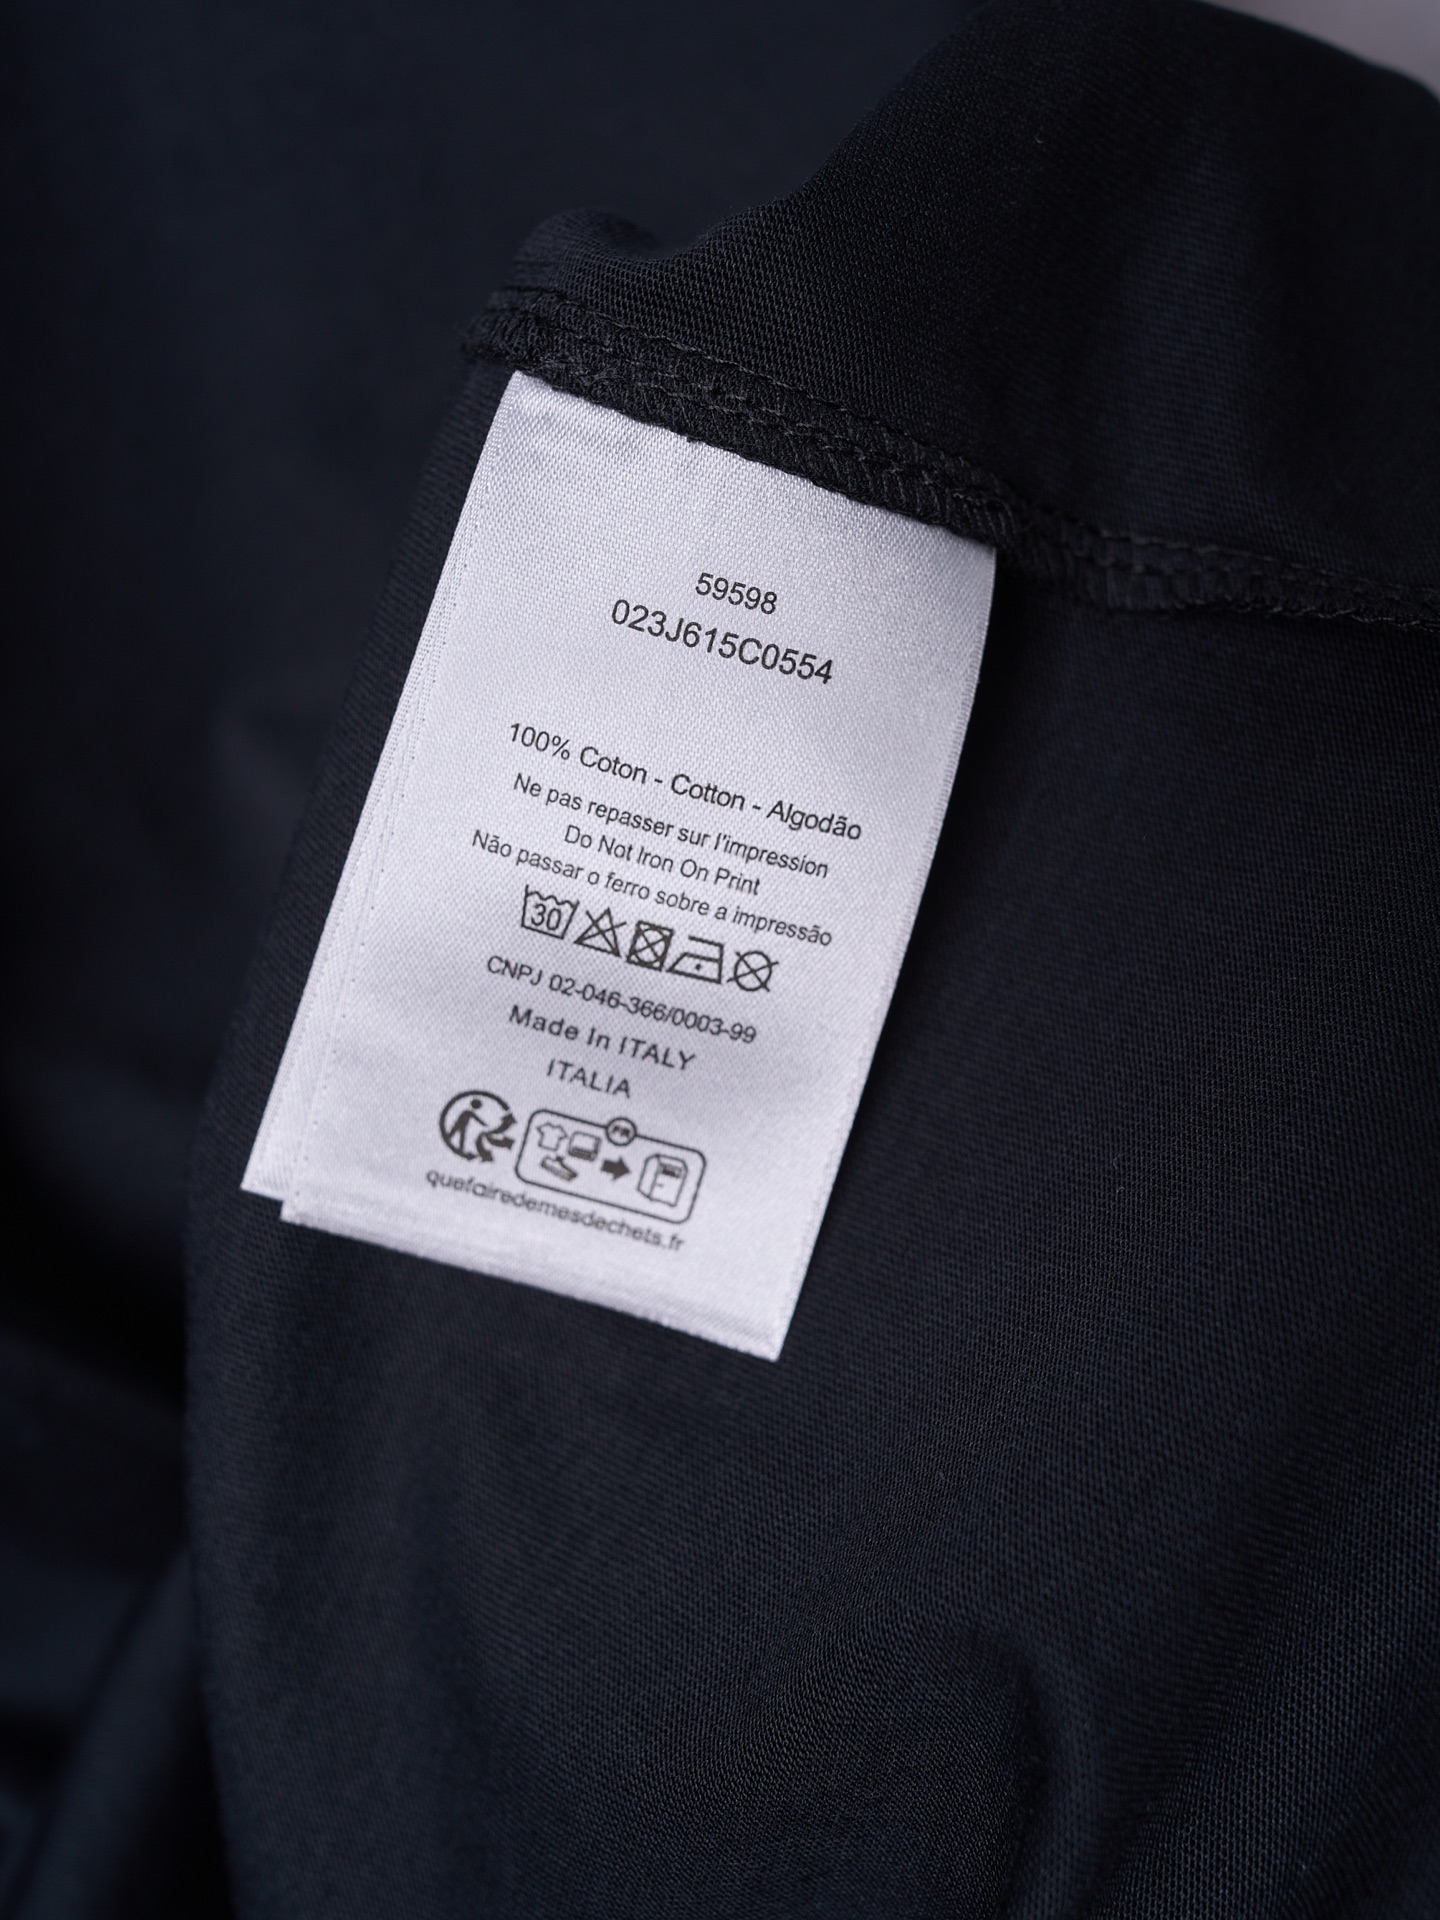 59598
023J615C0554
100% Coton - Cotton - Algodão
Ne pas repasser sur l'impression
Do Not Iron On Print
Não passar o ferro sobre a impressão
30
CNPJ 02-046-366/0003-99
Made In ITALY
ITALIA
FR
quefairedemesdechets.fr